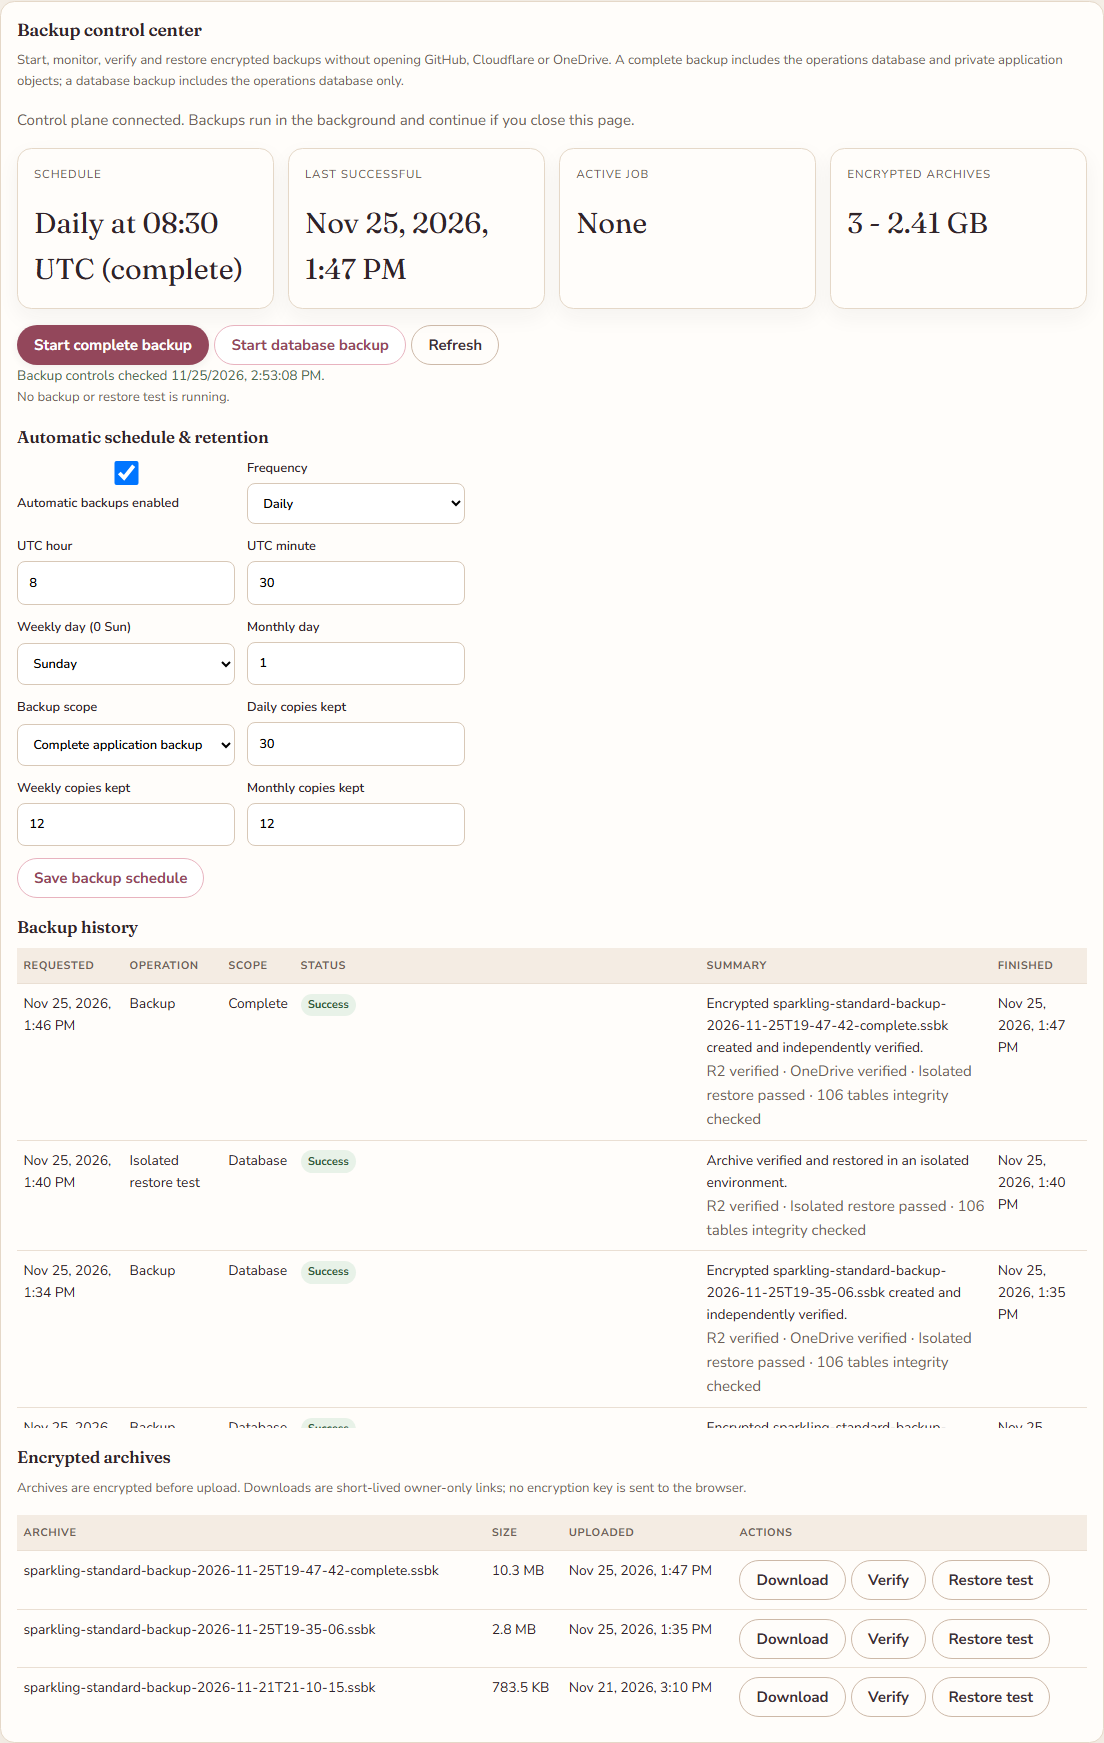 Backup control center
Start, monitor, verify and restore encrypted backups without opening GitHub, Cloudflare or OneDrive. A complete backup includes the operations database and private application
objects; a database backup includes the operations database only.
Control plane connected. Backups run in the background and continue if you close this page.
SCHEDULE
Daily at 08:30
UTC (complete)
LAST SUCCESSFUL
Nov 25, 2026,
1:47 PM
ACTIVE JOB
None
ENCRYPTED ARCHIVES
3 - 2.41 GB
Start complete backup Start database backup Refresh
Backup controls checked 11/25/2026, 2:53:08 PM.
No backup or restore test is running.
Automatic schedule & retention
Automatic backups enabled
Frequency
Daily
UTC hour UTC minute
8 30
Weekly day (0 Sun) Monthly day
Sunday 1
Backup scope Daily copies kept
Complete application backup 30
Weekly copies kept Monthly copies kept
12 12
Save backup schedule
Backup history
REQUESTED OPERATION SCOPE STATUS SUMMARY FINISHED
Nov 25, 2026, Backup Complete Success Encrypted sparkling-standard-backup- Nov 25,
1:46 PM 2026-11-25T19-47-42-complete.ssbk 2026, 1:47
created and independently verified. PM
R2 verified · OneDrive verified · Isolated
restore passed · 106 tables integrity
checked
Nov 25, 2026, Isolated Database Success Archive verified and restored in an isolated Nov 25,
1:40 PM restore test environment. 2026, 1:40
R2 verified · Isolated restore passed · 106 PM
tables integrity checked
Nov 25, 2026, Backup Database Success Encrypted sparkling-standard-backup- Nov 25,
1:34 PM 2026-11-25T19-35-06.ssbk created and 2026, 1:35
independently verified. PM
R2 verified · OneDrive verified · Isolated
restore passed · 106 tables integrity
checked
Nov 25, 2026, Backup Database Success Encrypted sparkling-standard-backup- Nov 25,
Encrypted archives
Archives are encrypted before upload. Downloads are short-lived owner-only links; no encryption key is sent to the browser.
ARCHIVE SIZE UPLOADED ACTIONS
sparkling-standard-backup-2026-11-25T19-47-42-complete.ssbk 10.3 MB Nov 25, 2026, 1:47 PM Download Verify Restore test
sparkling-standard-backup-2026-11-25T19-35-06.ssbk 2.8 MB Nov 25, 2026, 1:35 PM Download Verify Restore test
sparkling-standard-backup-2026-11-21T21-10-15.ssbk 783.5 KB Nov 21, 2026, 3:10 PM Download Verify Restore test